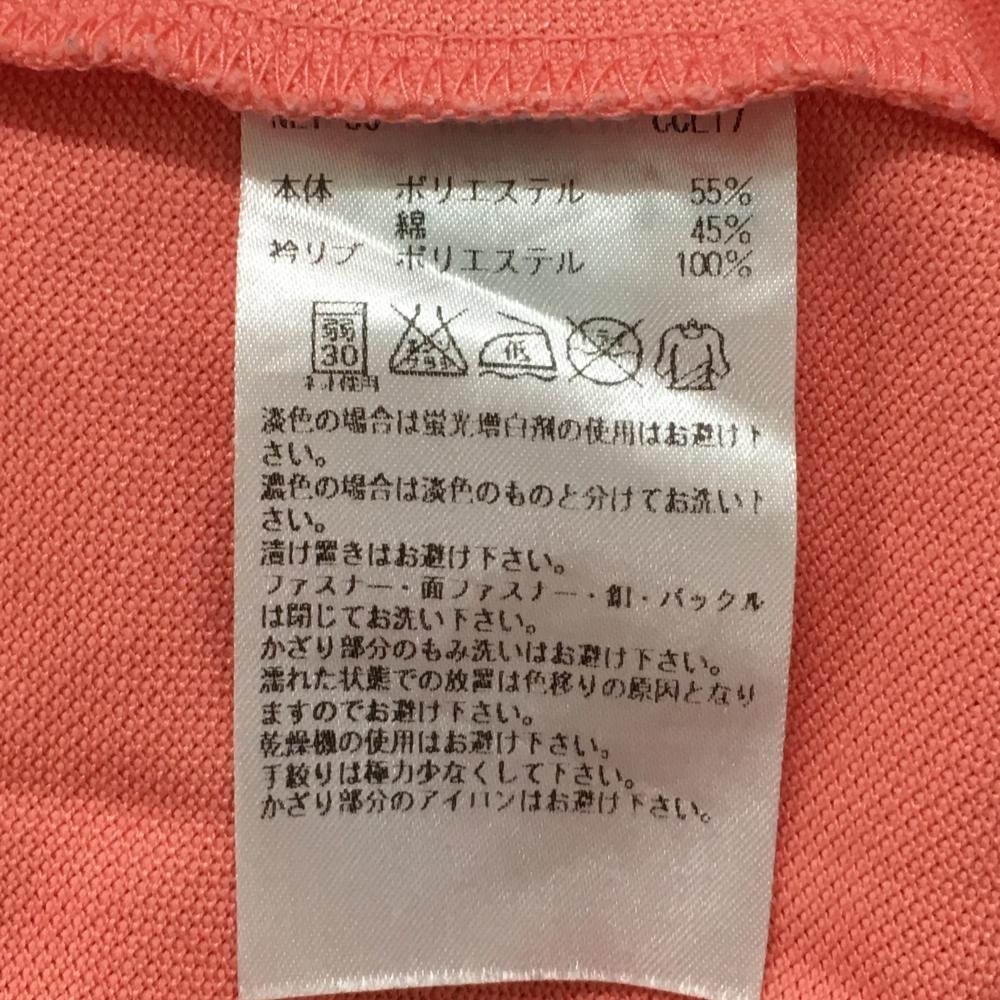 本体 ポリエステル 55%
綿 45%
衿リブ ポリエステル 100%
弱
30
ネット使用
低
淡色の場合は蛍光増白剤の使用はお避け下
さい。
濃色の場合は淡色のものと分けてお洗い下
さい。
漬け置きはお避け下さい。
ファスナー・面ファスナー・釦・バックル
は閉じてお洗い下さい。
かざり部分のもみ洗いはお避け下さい。
濡れた状態での放置は色移りの原因となり
ますのでお避け下さい。
乾燥機の使用はお避け下さい。
手絞りは極力少なくして下さい。
かざり部分のアイロンはお避け下さい。